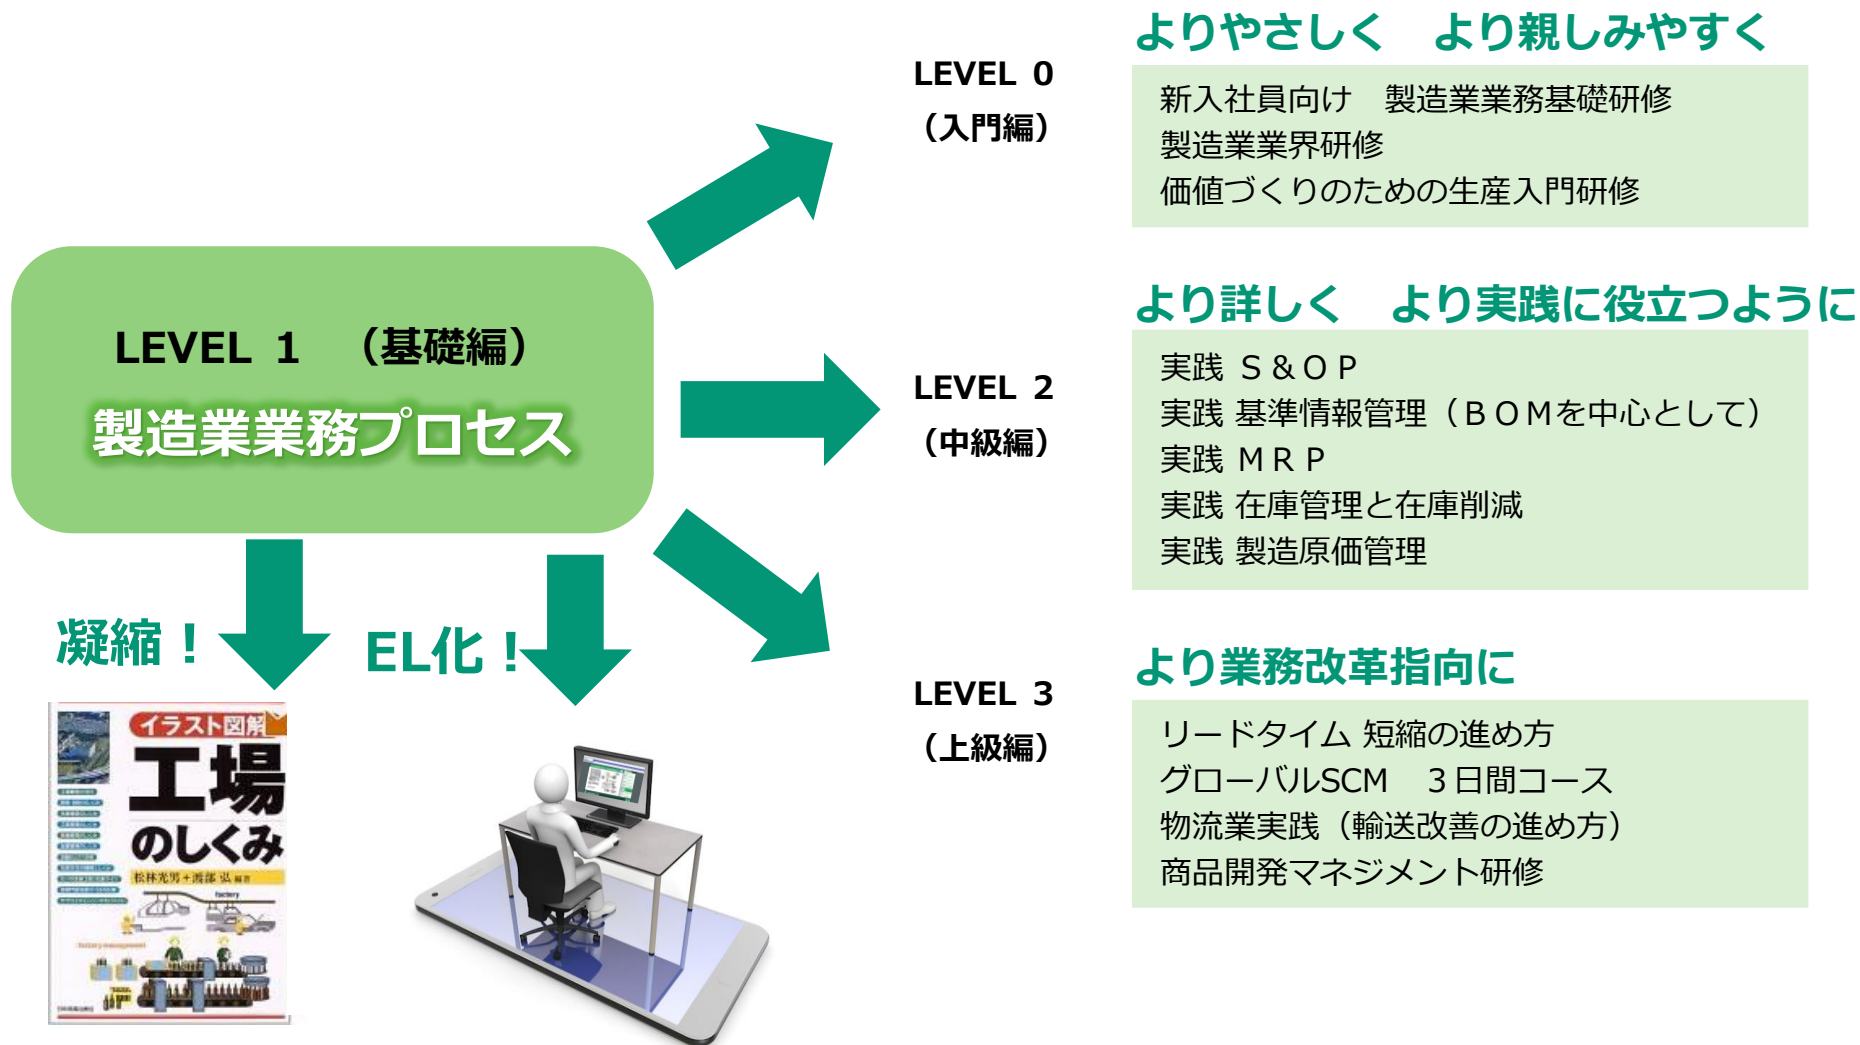 よりやさしく　より親しみやすく
LEVEL 0
（入門編）
新入社員向け　製造業業務基礎研修
製造業業界研修
価値づくりのための生産入門研修
LEVEL 1　（基礎編）
製造業業務プロセス
より詳しく　より実践に役立つように
LEVEL 2
（中級編）
実践 Ｓ＆ＯＰ
実践 基準情報管理（ＢＯＭを中心として）
実践 ＭＲＰ
実践 在庫管理と在庫削減
実践 製造原価管理
凝縮！
EL化！
より業務改革指向に
LEVEL 3
（上級編）
リードタイム 短縮の進め方
グローバルSCM　３日間コース
物流業実践（輸送改善の進め方）
商品開発マネジメント研修
イラスト図解
工場
のしくみ
松林光男＋渡部 弘 編著
factory
factory management